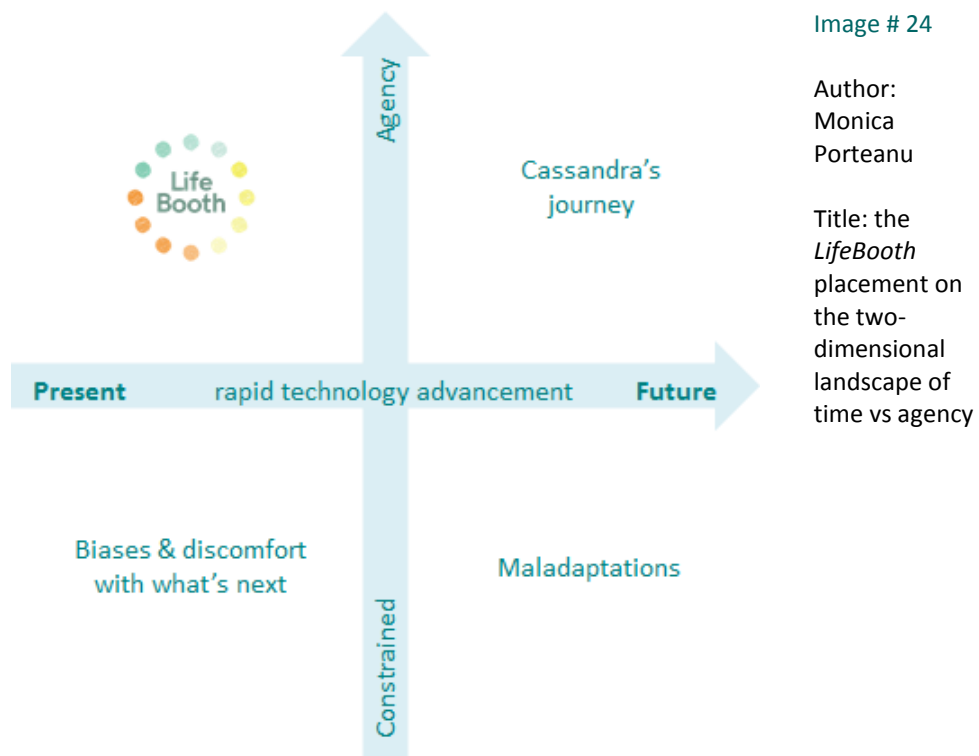 Image # 24
Author:
Monica
Porteanu
Title: the
LifeBooth
placement on
the two-
dimensional
landscape of
time vs agency
Agency
Life
Booth
Cassandra's
journey
Present rapid technology advancement Future
Biases & discomfort
with what's next
Maladaptations
Constrained